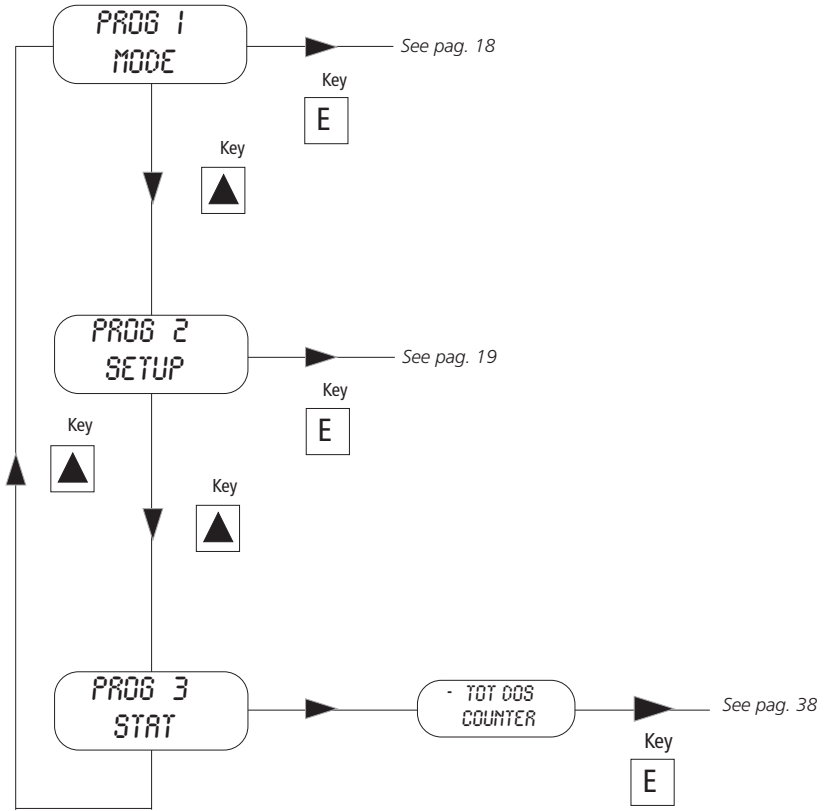 PROG 1
MODE
See pag. 18
Key
E
Key
PROG 2
SETUP
See pag. 19
Key
E
Key
Key
PROG 3
STAT
- TOT DOS
COUNTER
See pag. 38
Key
E